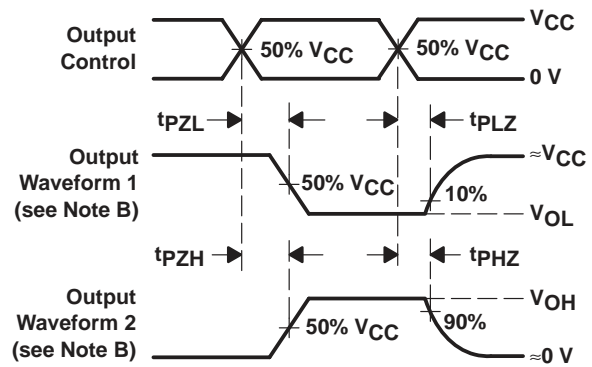 Output
Control
50% VCC
50% VCC
VCC
0 V
tPZL
tPLZ
Output
Waveform 1
(see Note B)
50% VCC
10%
≈VCC
VOL
tPZH
tPHZ
Output
Waveform 2
(see Note B)
50% VCC
90%
VOH
≈0 V